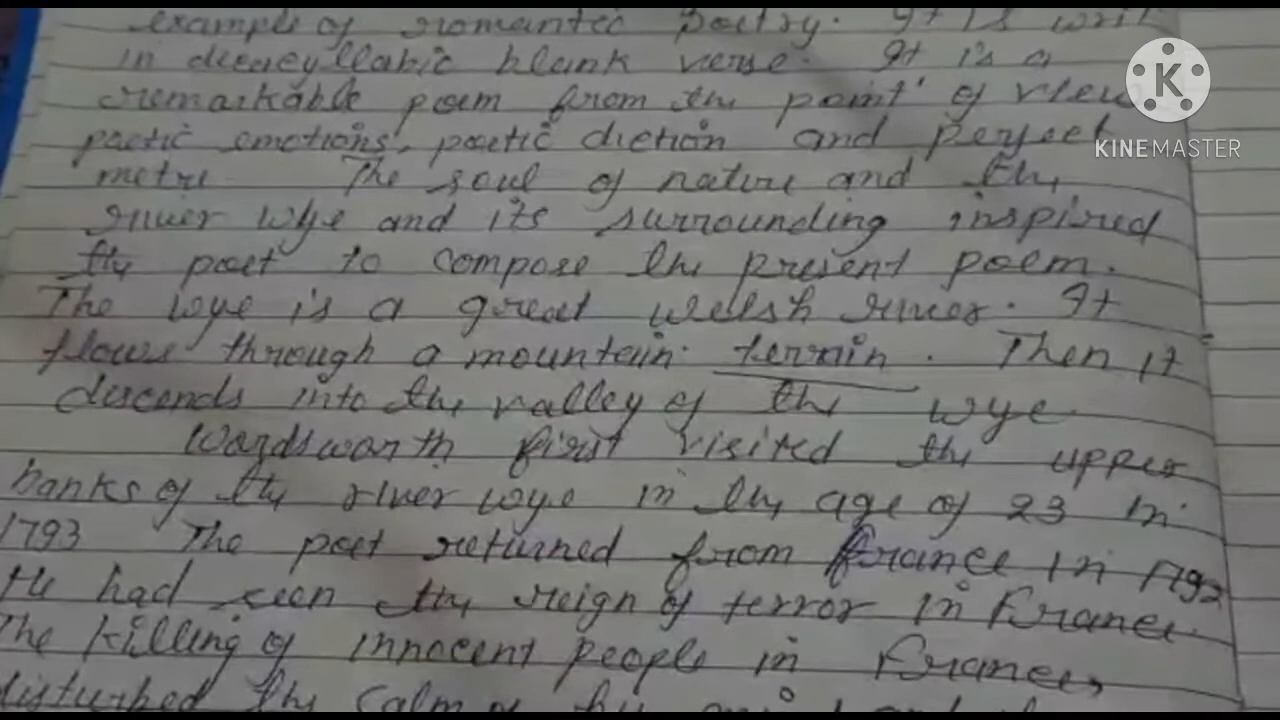 example of romantic poetry. It is writ
in decacyllabic blank verse. It is a
remarkable poem from the point of view
poetic emotions, poetic diction and perfect
metre The soul of nature and the
river wye and its surrounding inspired
the poet to compose the present poem.
The wye is a great welsh river. It
flows through a mountain terrain. Then it
descends into the valley of the wye.
Wordsworth first visited the upper
banks of the river wye in the age of 23 in
1793 The poet returned from france in 1792
He had seen the reign of terror in France.
The killing of innocent people in France,
disturbed the calm of his
K
KINEMASTER